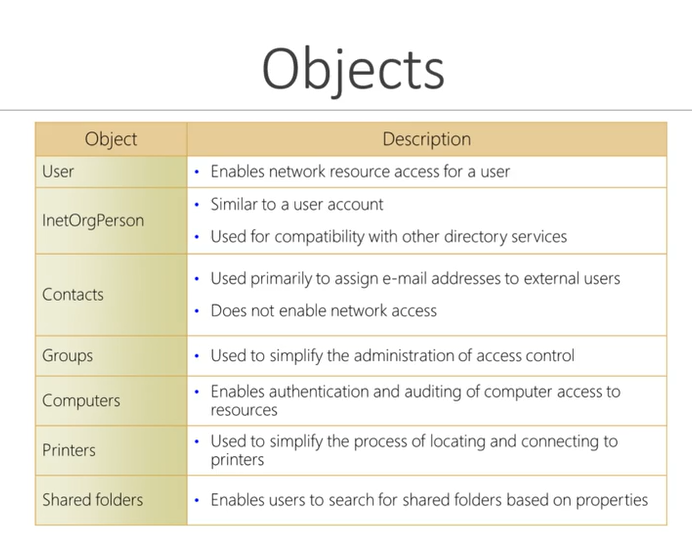 Objects
Object Description
User • Enables network resource access for a user
InetOrgPerson
• Similar to a user account
• Used for compatibility with other directory services
Contacts
• Used primarily to assign e-mail addresses to external users
• Does not enable network access
Groups • Used to simplify the administration of access control
Computers
• Enables authentication and auditing of computer access to
resources
Printers
• Used to simplify the process of locating and connecting to
printers
Shared folders • Enables users to search for shared folders based on properties